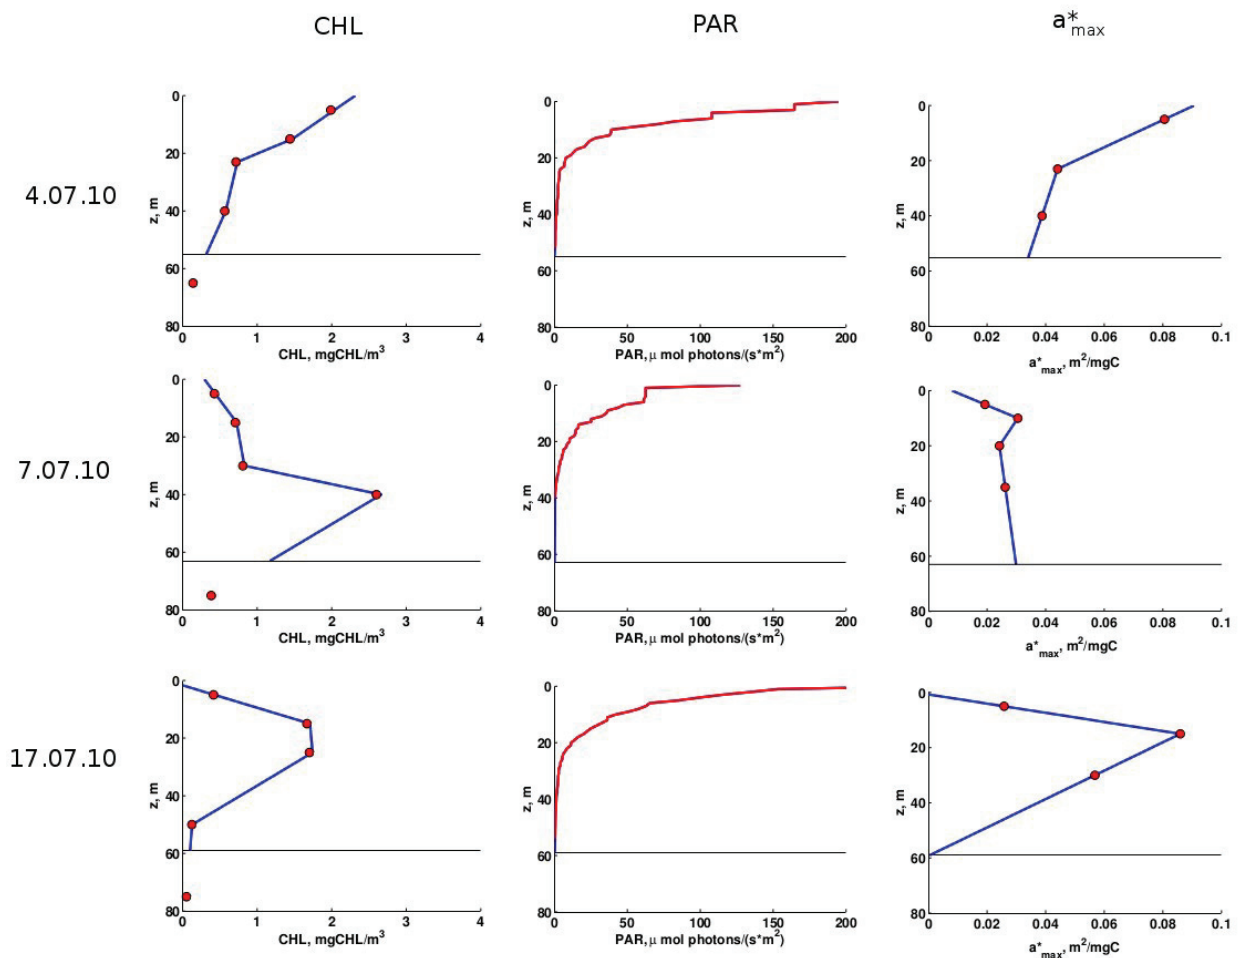 CHL PAR a*max
4.07.10
0
20
40
60
80
z, m
0 1 2 3 4
CHL, mgCHL/m³
0
20
40
60
80
z, m
0 50 100 150 200
PAR, μ mol photons/(s*m²)
0
20
40
60
80
z, m
0 0.02 0.04 0.06 0.08 0.1
a*max, m²/mgC
7.07.10
0
20
40
60
80
z, m
0 1 2 3 4
CHL, mgCHL/m³
0
20
40
60
80
z, m
0 50 100 150 200
PAR, μ mol photons/(s*m²)
0
20
40
60
80
z, m
0 0.02 0.04 0.06 0.08 0.1
a*max, m²/mgC
17.07.10
0
20
40
60
80
z, m
0 1 2 3 4
CHL, mgCHL/m³
0
20
40
60
80
z, m
0 50 100 150 200
PAR, μ mol photons/(s*m²)
0
20
40
60
80
z, m
0 0.02 0.04 0.06 0.08 0.1
a*max, m²/mgC